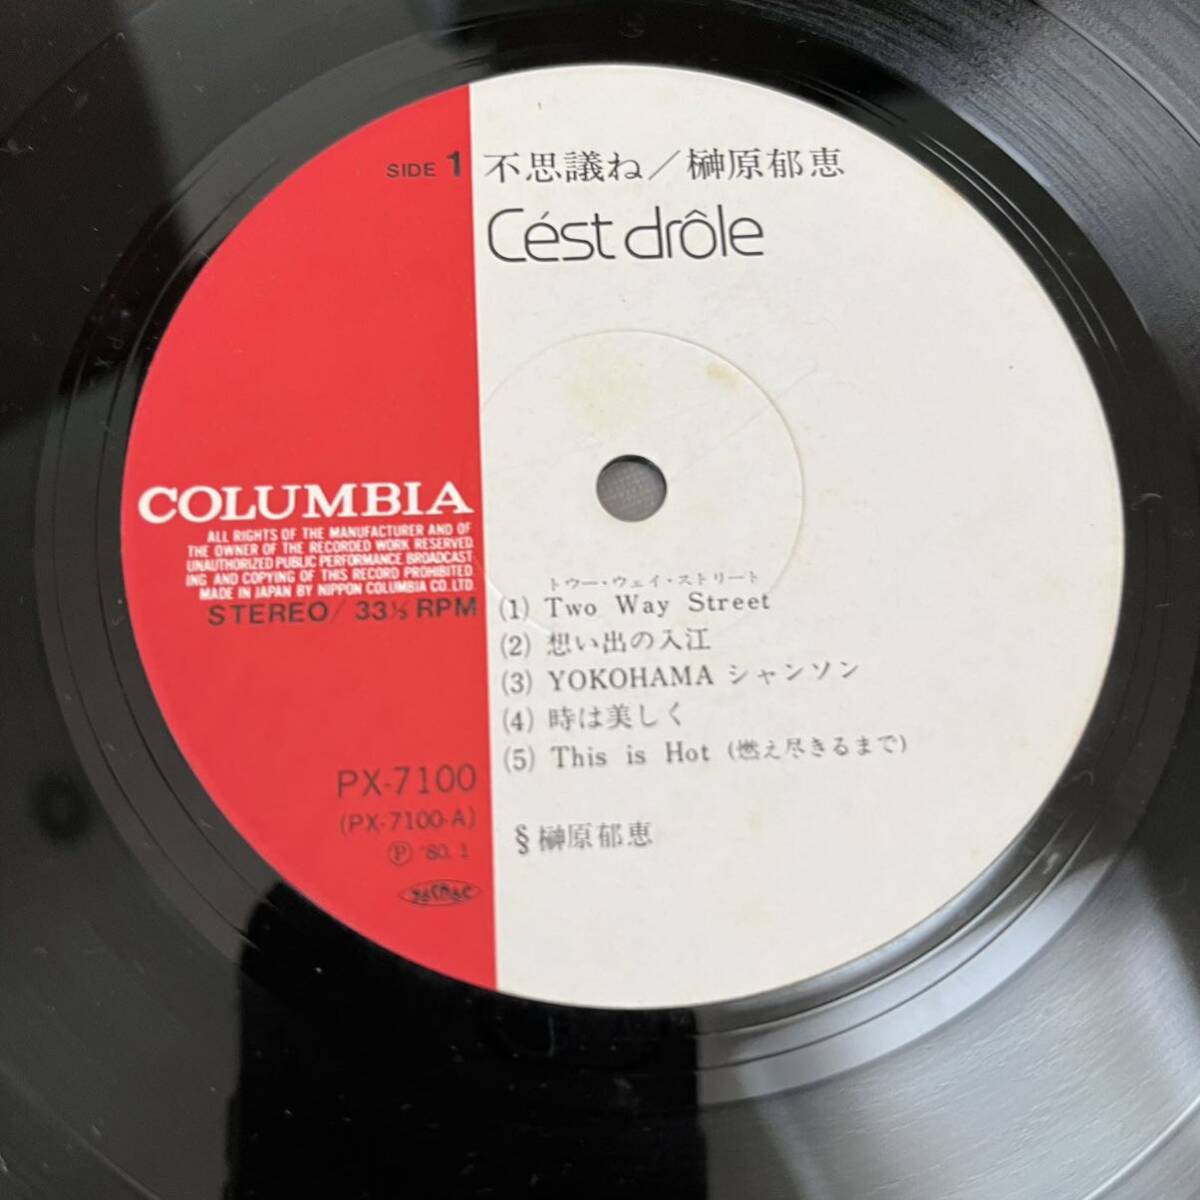 SIDE 1
不思議ね／榊原郁恵
Cést drôle
COLUMBIA
ALL RIGHTS OF THE MANUFACTURER AND OF
THE OWNER OF THE RECORDED WORK RESERVED
UNAUTHORIZED PUBLIC PERFORMANCE BROADCAST
ING AND COPYING OF THIS RECORD PROHIBITED
MADE IN JAPAN BY NIPPON COLUMBIA CO. LTD.
STEREO / 33⅓ RPM
トゥー・ウェイ・ストリート
(1) Two Way Street
(2) 想い出の入江
(3) YOKOHAMA シャンソン
(4) 時は美しく
(5) This is Hot (燃え尽きるまで)
§ 榊原郁恵
PX-7100
(PX-7100-A)
Ⓟ '80. 1